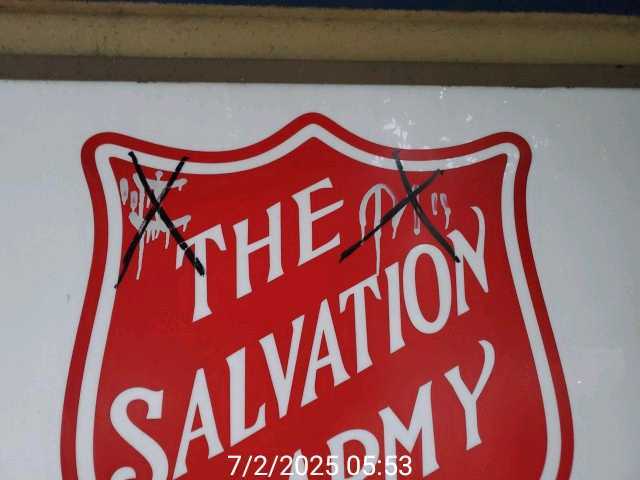 THE
SALVATION
ARMY
7/2/2025 05:53